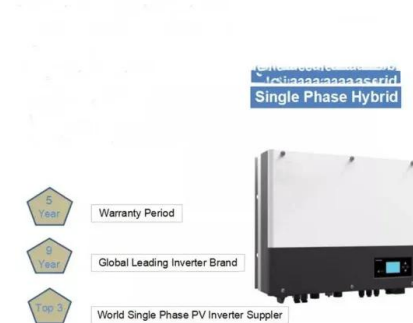 Single Phase Hybrid
5
Year
Warranty Period
9
Year
Global Leading Inverter Brand
Top 3
World Single Phase PV Inverter Suppler